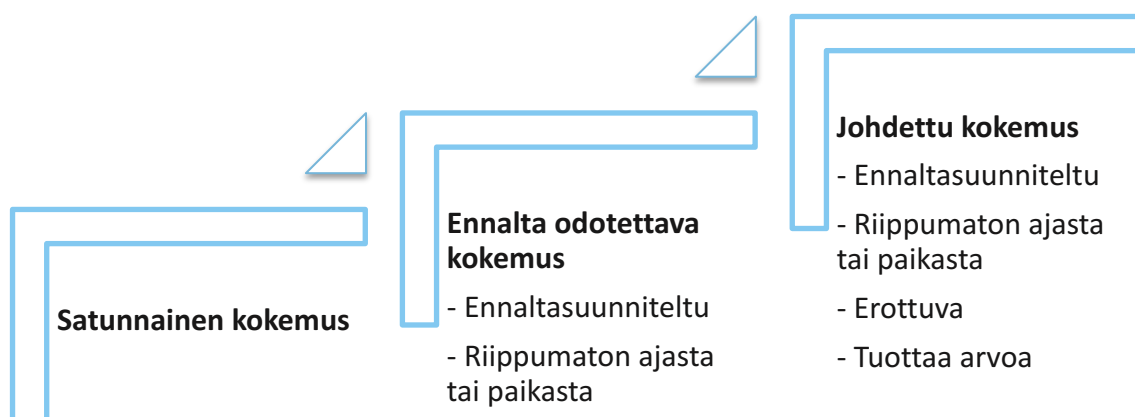 Satunnainen kokemus
Ennalta odotettava
kokemus
- Ennaltasuunniteltu
- Riippumaton ajasta
tai paikasta
Johdettu kokemus
- Ennaltasuunniteltu
- Riippumaton ajasta
tai paikasta
- Erottuva
- Tuottaa arvoa